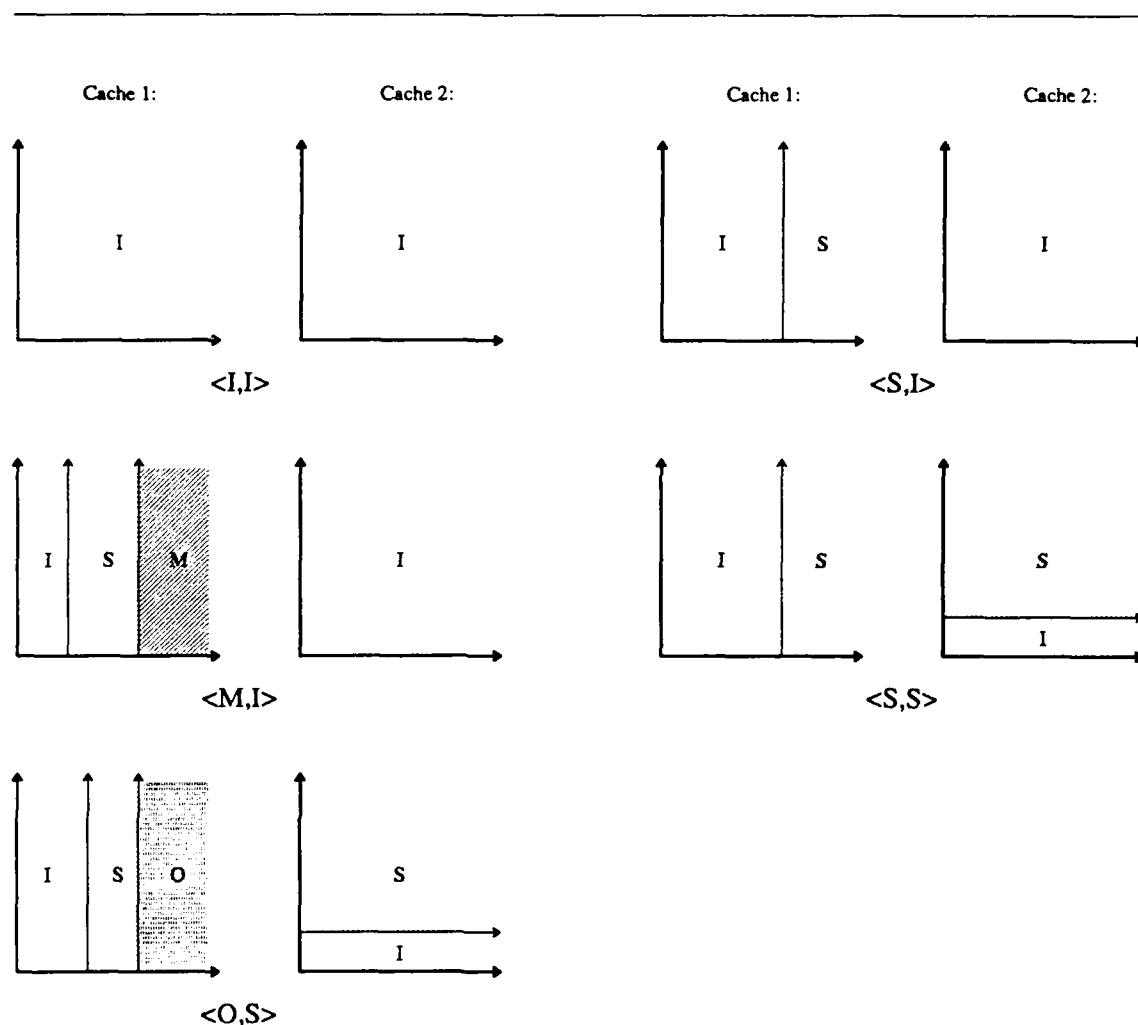 Cache 1: Cache 2: Cache 1: Cache 2:
I I I S I
<I,I> <S,I>
I S M I I S S
I
<M,I> <S,S>
I S O S
I
<O,S>